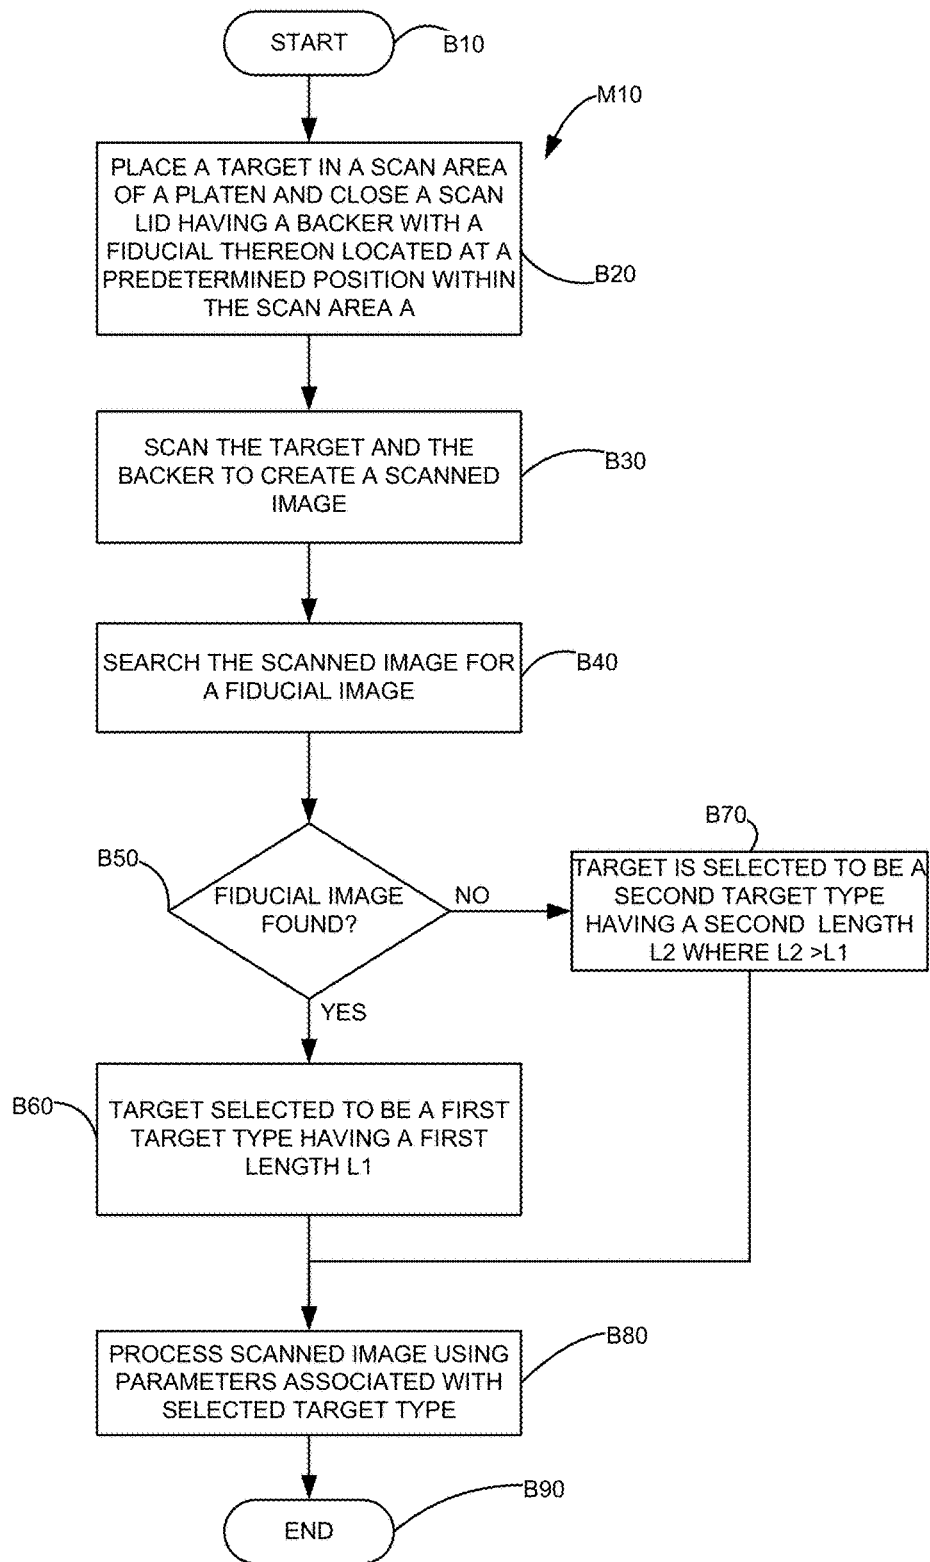 START
B10
M10
PLACE A TARGET IN A SCAN AREA
OF A PLATEN AND CLOSE A SCAN
LID HAVING A BACKER WITH A
FIDUCIAL THEREON LOCATED AT A
PREDETERMINED POSITION WITHIN
THE SCAN AREA A
B20
SCAN THE TARGET AND THE
BACKER TO CREATE A SCANNED
IMAGE
B30
SEARCH THE SCANNED IMAGE FOR
A FIDUCIAL IMAGE
B40
B50
FIDUCIAL IMAGE
FOUND?
NO
B70
TARGET IS SELECTED TO BE A
SECOND TARGET TYPE
HAVING A SECOND LENGTH
L2 WHERE L2 >L1
YES
B60
TARGET SELECTED TO BE A FIRST
TARGET TYPE HAVING A FIRST
LENGTH L1
B80
PROCESS SCANNED IMAGE USING
PARAMETERS ASSOCIATED WITH
SELECTED TARGET TYPE
B90
END